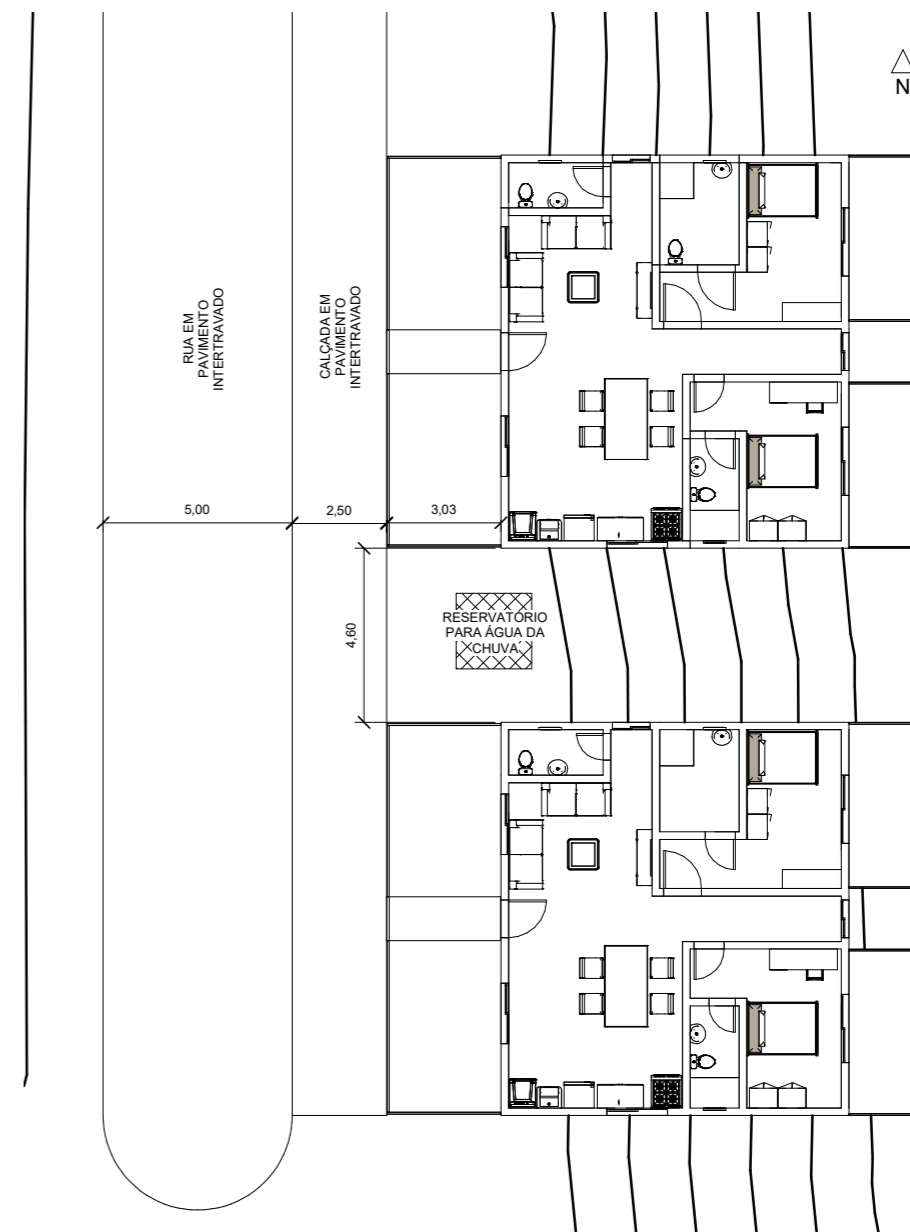 N
RUA EM
PAVIMENTO
INTERTRAVADO
CALÇADA EM
PAVIMENTO
INTERTRAVADO
5,00
2,50
3,03
4,60
RESERVATÓRIO
PARA ÁGUA DA
CHUVA